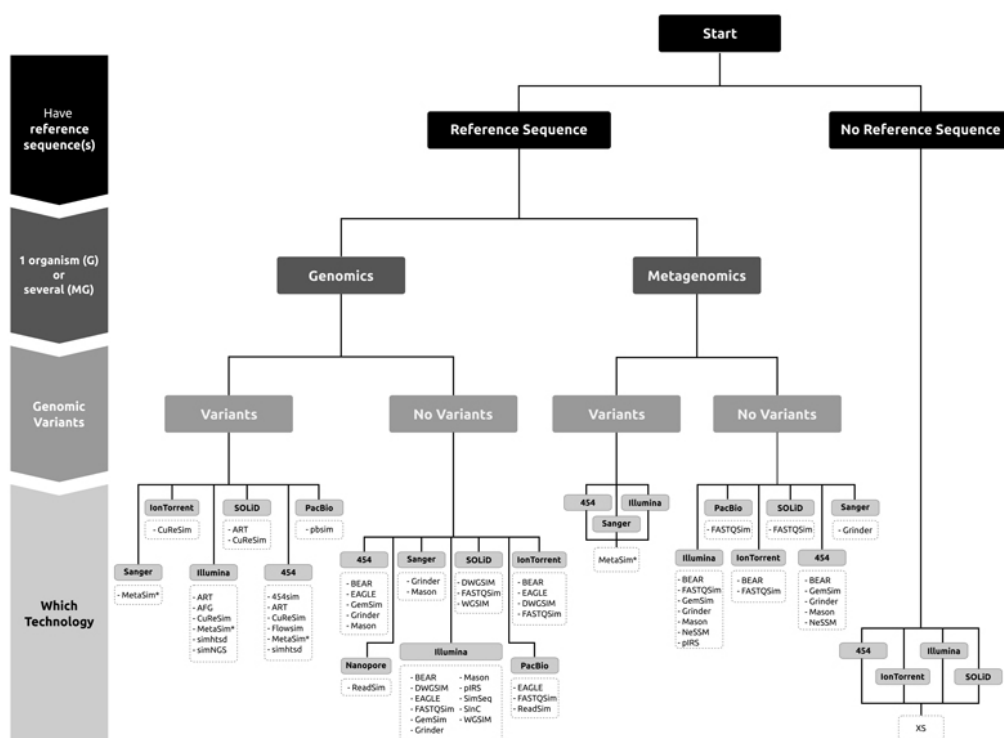 Start
Have
reference
sequence(s)
Reference Sequence
No Reference Sequence
1 organism (G)
or
several (MG)
Genomics
Metagenomics
Genomic
Variants
Variants
No Variants
Variants
No Variants
Which
Technology
IonTorrent
- CuReSim
SOLiD
- ART
- CuReSim
PacBio
- pbsim
Sanger
- MetaSim*
Illumina
- ART
- AFG
- CuReSim
- MetaSim*
- simhtsd
- simNGS
454
- 454sim
- ART
- CuReSim
- Flowsim
- MetaSim*
- simhtsd
454
- BEAR
- EAGLE
- GemSim
- Grinder
- Mason
Sanger
- Grinder
- Mason
SOLiD
- DWGSIM
- FASTQSim
- WGSIM
IonTorrent
- BEAR
- EAGLE
- DWGSIM
- FASTQSim
Nanopore
- ReadSim
Illumina
- BEAR
- DWGSIM
- EAGLE
- FASTQSim
- GemSim
- Grinder
- Mason
- pIRS
- SimSeq
- SInC
- WGSIM
PacBio
- EAGLE
- FASTQSim
- ReadSim
454
Illumina
Sanger
MetaSim*
PacBio
- FASTQSim
SOLiD
- FASTQSim
Sanger
- Grinder
Illumina
- BEAR
- FASTQSim
- GemSim
- Grinder
- Mason
- NeSSM
- pIRS
IonTorrent
- BEAR
- FASTQSim
454
- BEAR
- GemSim
- Grinder
- Mason
- NeSSM
454
Illumina
IonTorrent
SOLiD
XS